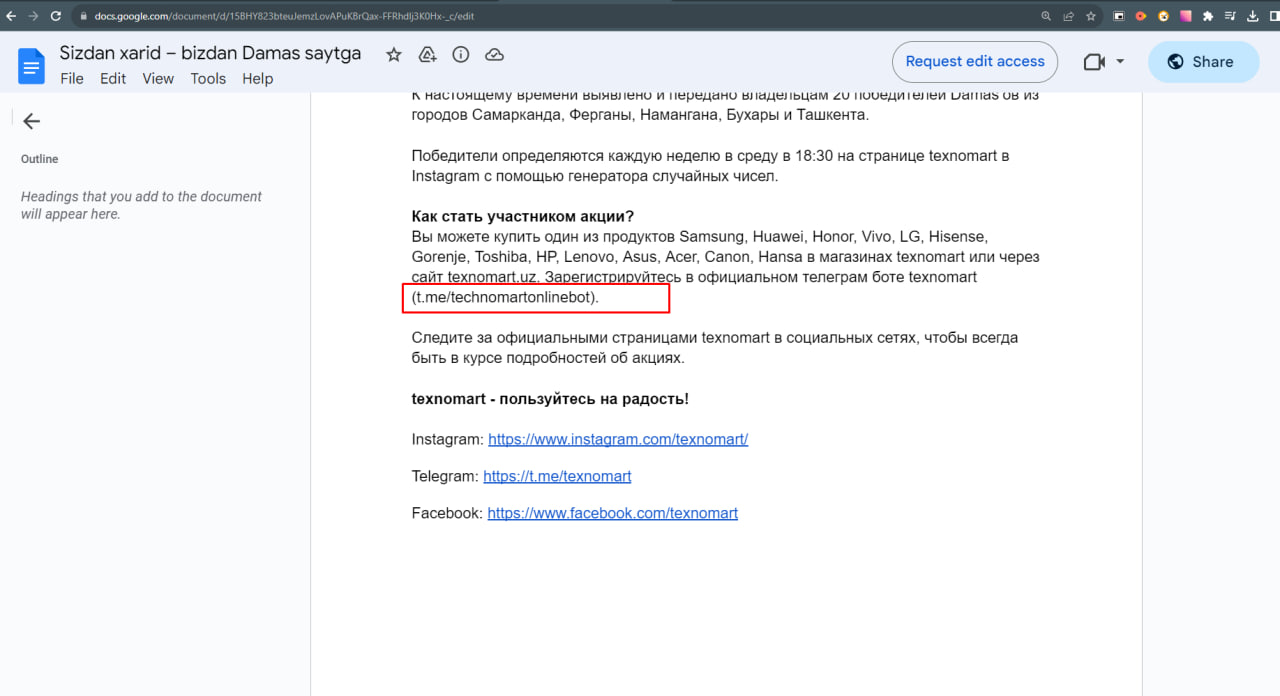 docs.google.com/document/d/15BHY823bteuJemzLovAPuKBrQax-FFRhdIj3K0Hx-_c/edit
Sizdan xarid – bizdan Damas saytga
File Edit View Tools Help
Request edit access
Share
Outline
Headings that you add to the document
will appear here.
К настоящему времени выявлено и передано владельцам 20 победителей Damas'ов из
городов Самарканда, Ферганы, Намангана, Бухары и Ташкента.
Победители определяются каждую неделю в среду в 18:30 на странице texnomart в
Instagram с помощью генератора случайных чисел.
Как стать участником акции?
Вы можете купить один из продуктов Samsung, Huawei, Honor, Vivo, LG, Hisense,
Gorenje, Toshiba, HP, Lenovo, Asus, Acer, Canon, Hansa в магазинах texnomart или через
сайт texnomart.uz. Зарегистрируйтесь в официальном телеграм боте texnomart
(t.me/technomartonlinebot).
Следите за официальными страницами texnomart в социальных сетях, чтобы всегда
быть в курсе подробностей об акциях.
texnomart - пользуйтесь на радость!
Instagram: https://www.instagram.com/texnomart/
Telegram: https://t.me/texnomart
Facebook: https://www.facebook.com/texnomart